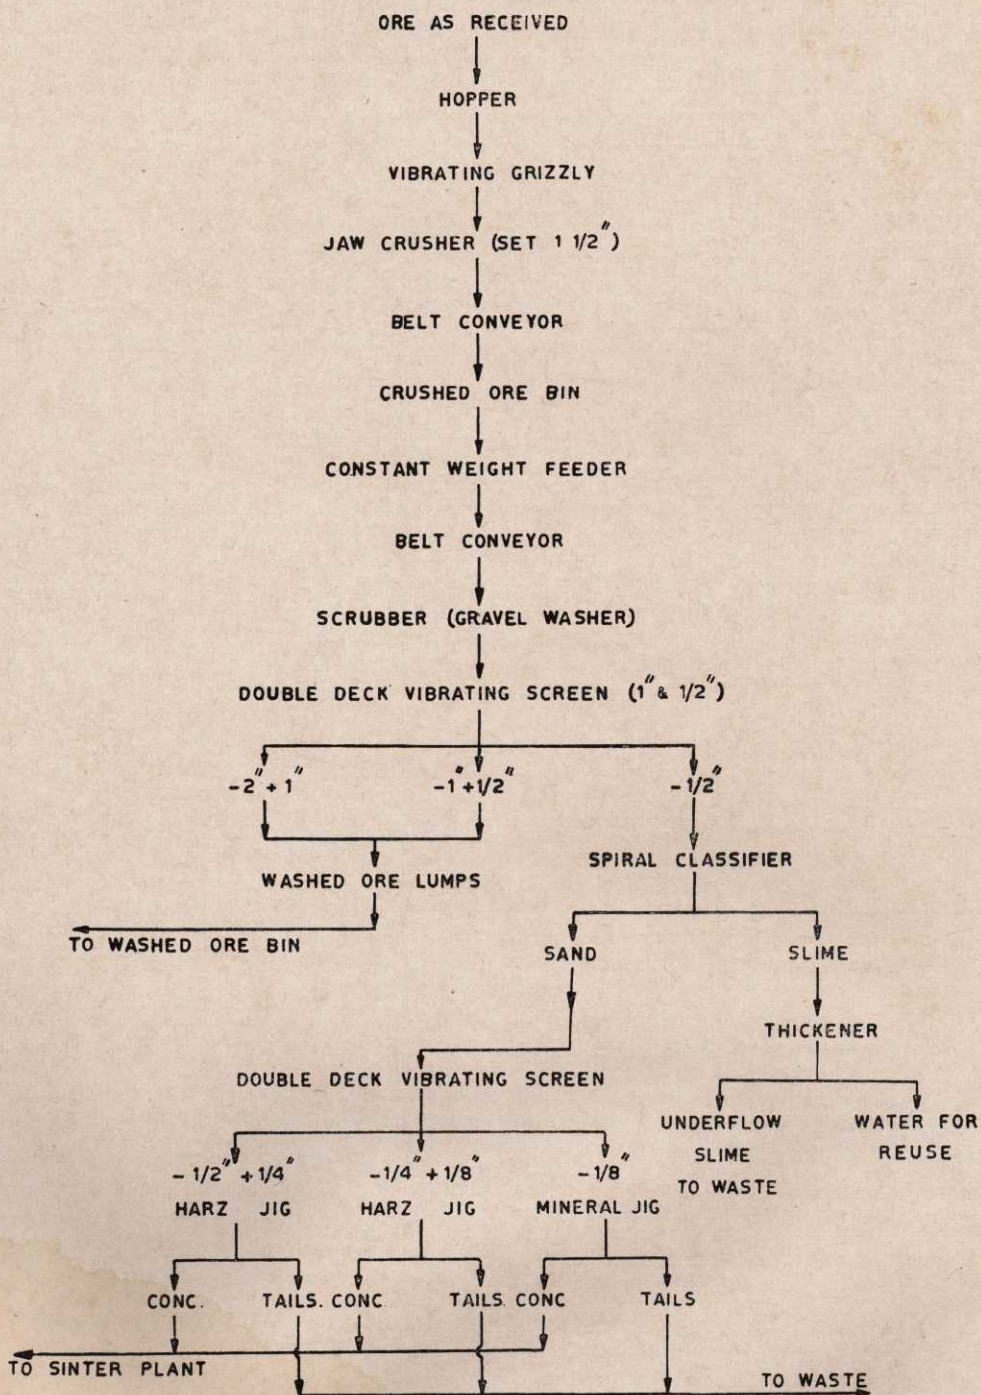 ORE AS RECEIVED
HOPPER
VIBRATING GRIZZLY
JAW CRUSHER (SET 1 1/2")
BELT CONVEYOR
CRUSHED ORE BIN
CONSTANT WEIGHT FEEDER
BELT CONVEYOR
SCRUBBER (GRAVEL WASHER)
DOUBLE DECK VIBRATING SCREEN (1" & 1/2")
-2" + 1" -1" + 1/2" -1/2"
SPIRAL CLASSIFIER
WASHED ORE LUMPS
TO WASHED ORE BIN
SAND SLIME
THICKENER
DOUBLE DECK VIBRATING SCREEN
UNDERFLOW WATER FOR
SLIME REUSE
TO WASTE
- 1/2" + 1/4" -1/4" + 1/8" -1/8"
HARZ JIG HARZ JIG MINERAL JIG
CONC. TAILS. CONC TAILS. CONC TAILS
TO SINTER PLANT
TO WASTE